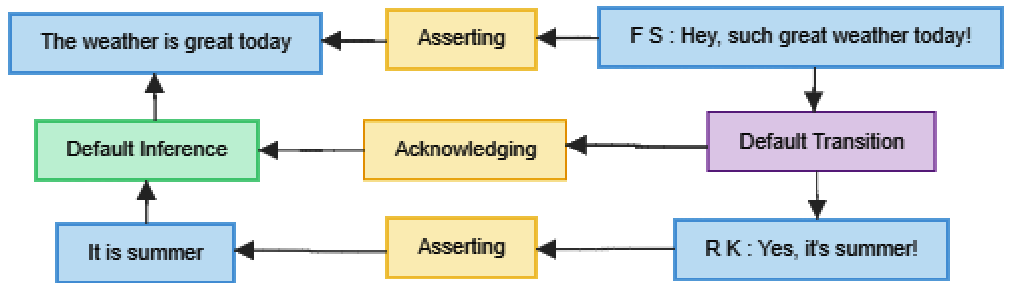 The weather is great today
Asserting
F S : Hey, such great weather today!
Default Inference
Acknowledging
Default Transition
It is summer
Asserting
R K : Yes, it's summer!